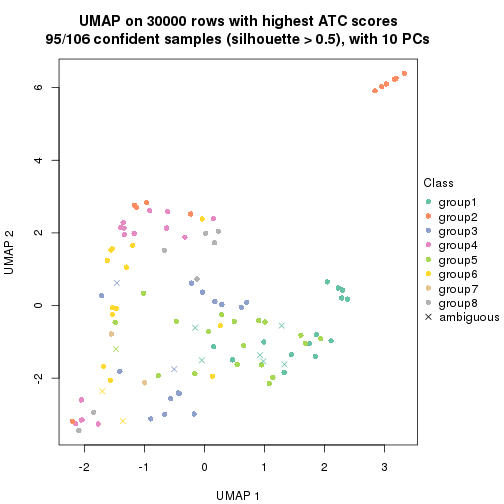 UMAP on 30000 rows with highest ATC scores
95/106 confident samples (silhouette > 0.5), with 10 PCs
UMAP 2
6
4
2
0
-2
-2
-1
0
1
2
3
UMAP 1
Class
group1
group2
group3
group4
group5
group6
group7
group8
ambiguous